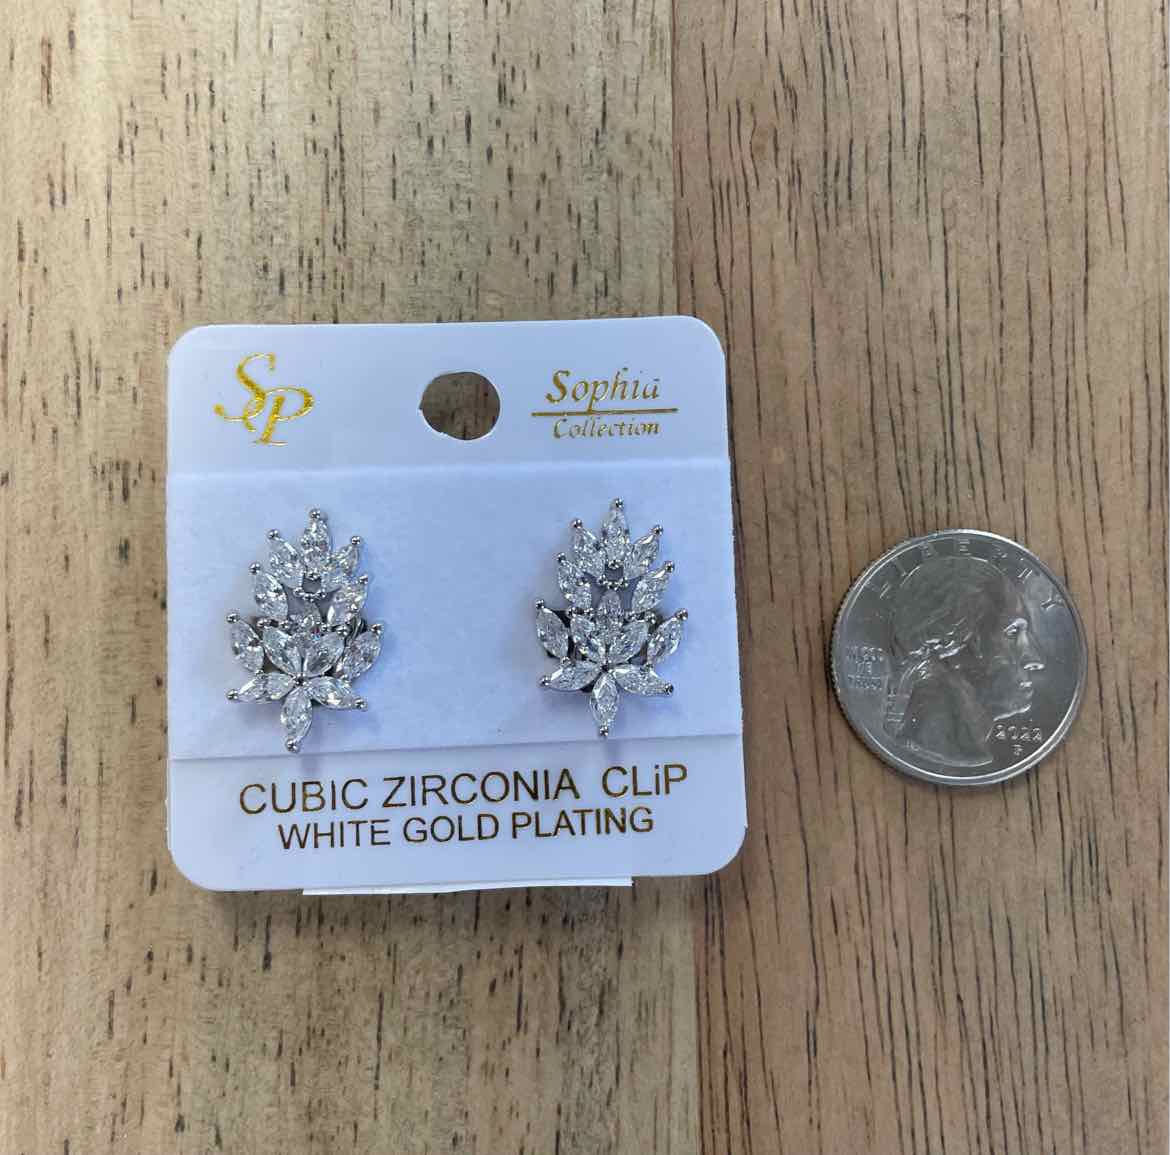 SP
Sophia
Collection
CUBIC ZIRCONIA CLiP
WHITE GOLD PLATING
LIBERTY
IN GOD
WE
TRUST
2022
P